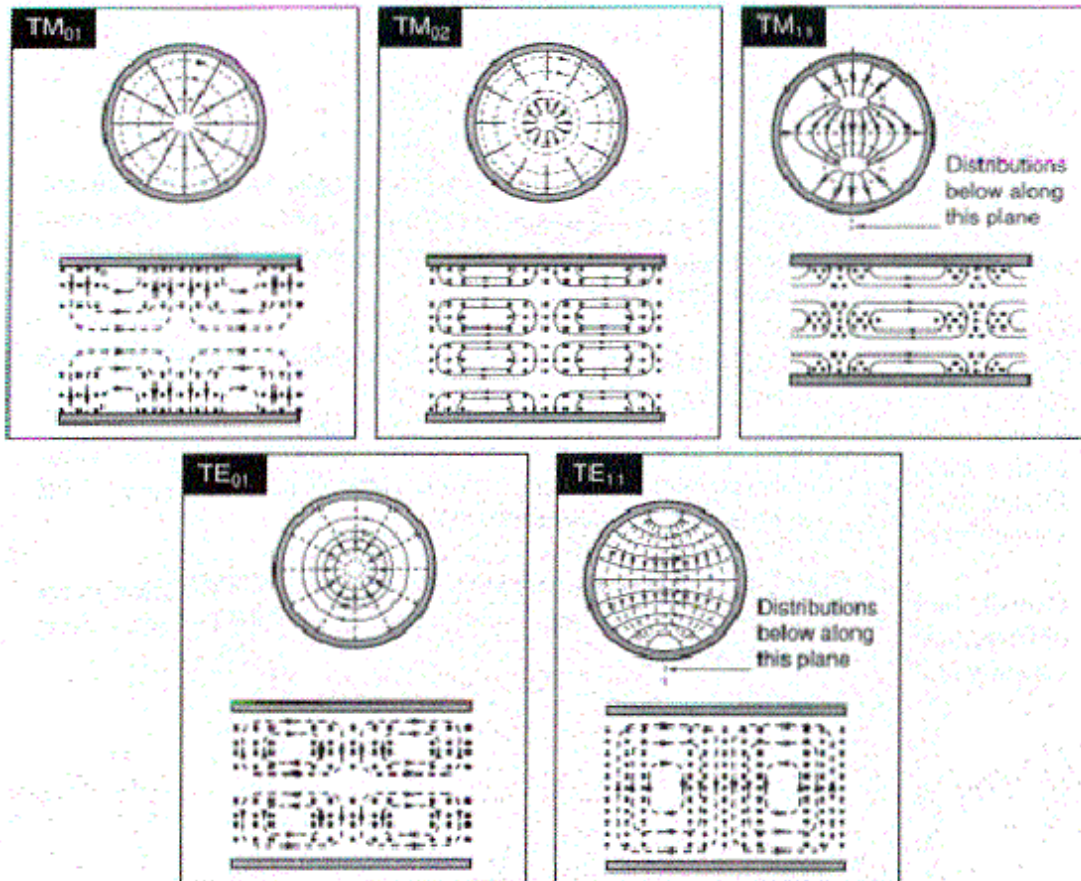 TM01
TM02
TM11
Distributions
below along
this plane
TE01
TE11
Distributions
below along
this plane